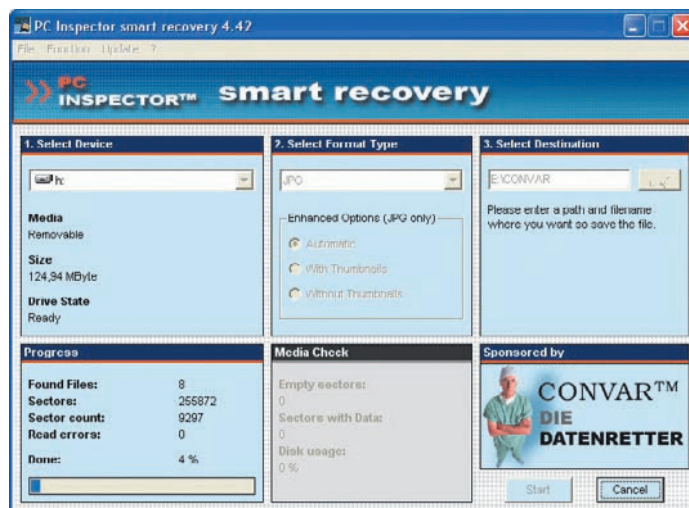 PC Inspector smart recovery 4.42
File Function Update ?
PC INSPECTOR™ smart recovery
1. Select Device
h:
Media
Removable
Size
124,94 MByte
Drive State
Ready
2. Select Format Type
JPG
Enhanced Options (JPG only)
Automatic
With Thumbnails
Without Thumbnails
3. Select Destination
E:\CONVAR
Please enter a path and filename
where you want so save the file.
Progress
Found Files: 8
Sectors: 255872
Sector count: 9297
Read errors: 0
Done: 4 %
Media Check
Empty sectors:
0
Sectors with Data:
0
Disk usage:
0 %
Sponsored by
CONVAR™
DIE
DATENRETTER
Start
Cancel